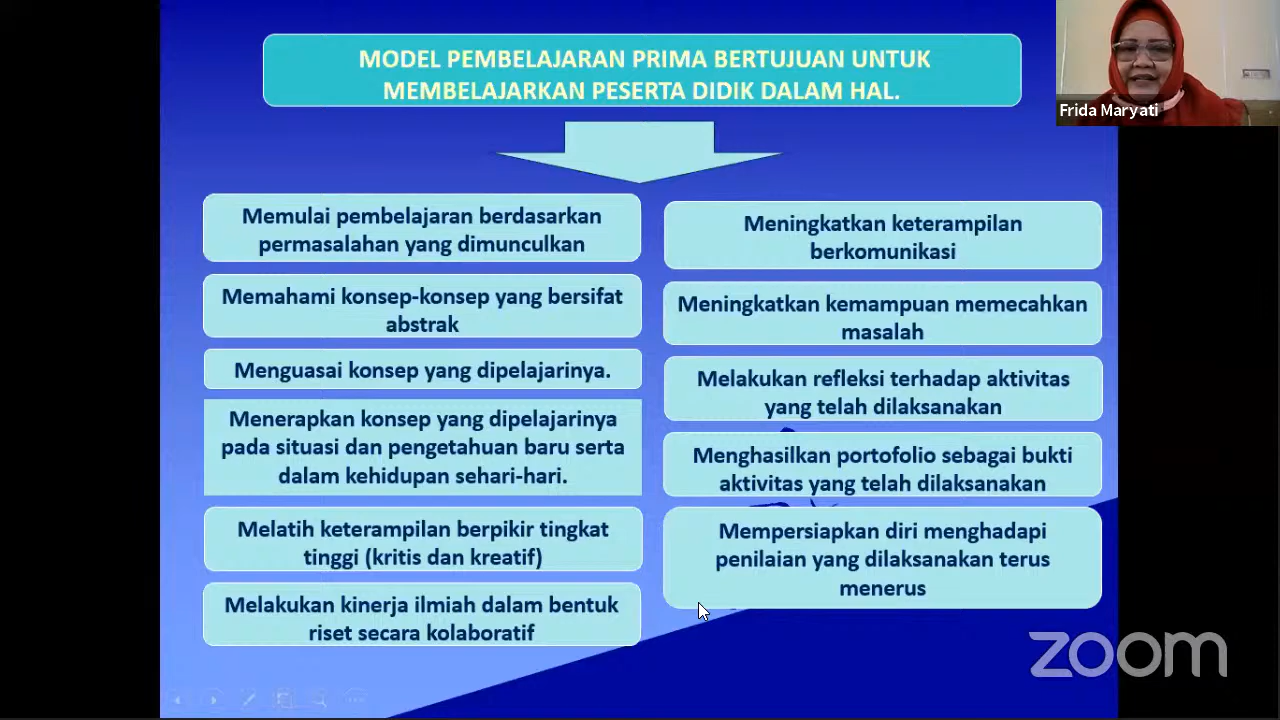 MODEL PEMBELAJARAN PRIMA BERTUJUAN UNTUK
MEMBELAJARKAN PESERTA DIDIK DALAM HAL.
Frida Maryati
Memulai pembelajaran berdasarkan
permasalahan yang dimunculkan
Memahami konsep-konsep yang bersifat
abstrak
Menguasai konsep yang dipelajarinya.
Menerapkan konsep yang dipelajarinya
pada situasi dan pengetahuan baru serta
dalam kehidupan sehari-hari.
Melatih keterampilan berpikir tingkat
tinggi (kritis dan kreatif)
Melakukan kinerja ilmiah dalam bentuk
riset secara kolaboratif
Meningkatkan keterampilan
berkomunikasi
Meningkatkan kemampuan memecahkan
masalah
Melakukan refleksi terhadap aktivitas
yang telah dilaksanakan
Menghasilkan portofolio sebagai bukti
aktivitas yang telah dilaksanakan
Mempersiapkan diri menghadapi
penilaian yang dilaksanakan terus
menerus
zoom